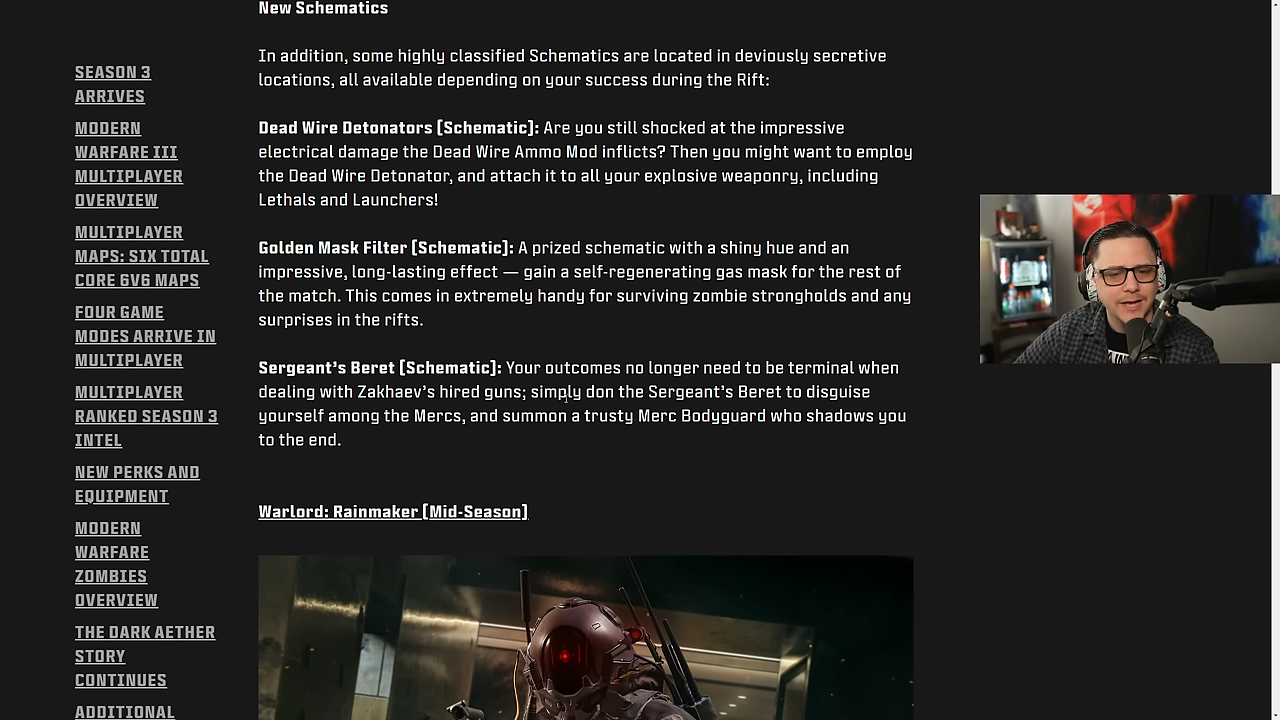 New Schematics
In addition, some highly classified Schematics are located in deviously secretive
locations, all available depending on your success during the Rift:
Dead Wire Detonators [Schematic]: Are you still shocked at the impressive
electrical damage the Dead Wire Ammo Mod inflicts? Then you might want to employ
the Dead Wire Detonator, and attach it to all your explosive weaponry, including
Lethals and Launchers!
Golden Mask Filter [Schematic]: A prized schematic with a shiny hue and an
impressive, long-lasting effect — gain a self-regenerating gas mask for the rest of
the match. This comes in extremely handy for surviving zombie strongholds and any
surprises in the rifts.
Sergeant's Beret [Schematic]: Your outcomes no longer need to be terminal when
dealing with Zakhaev's hired guns; simply don the Sergeant's Beret to disguise
yourself among the Mercs, and summon a trusty Merc Bodyguard who shadows you
to the end.
Warlord: Rainmaker [Mid-Season]
SEASON 3
ARRIVES
MODERN
WARFARE III
MULTIPLAYER
OVERVIEW
MULTIPLAYER
MAPS: SIX TOTAL
CORE 6V6 MAPS
FOUR GAME
MODES ARRIVE IN
MULTIPLAYER
MULTIPLAYER
RANKED SEASON 3
INTEL
NEW PERKS AND
EQUIPMENT
MODERN
WARFARE
ZOMBIES
OVERVIEW
THE DARK AETHER
STORY
CONTINUES
ADDITIONAL